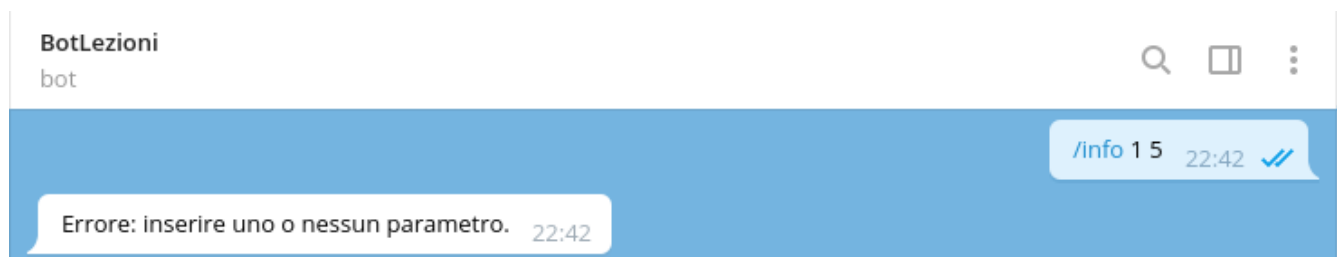 BotLezioni
bot
/info 1 5 22:42
Errore: inserire uno o nessun parametro. 22:42